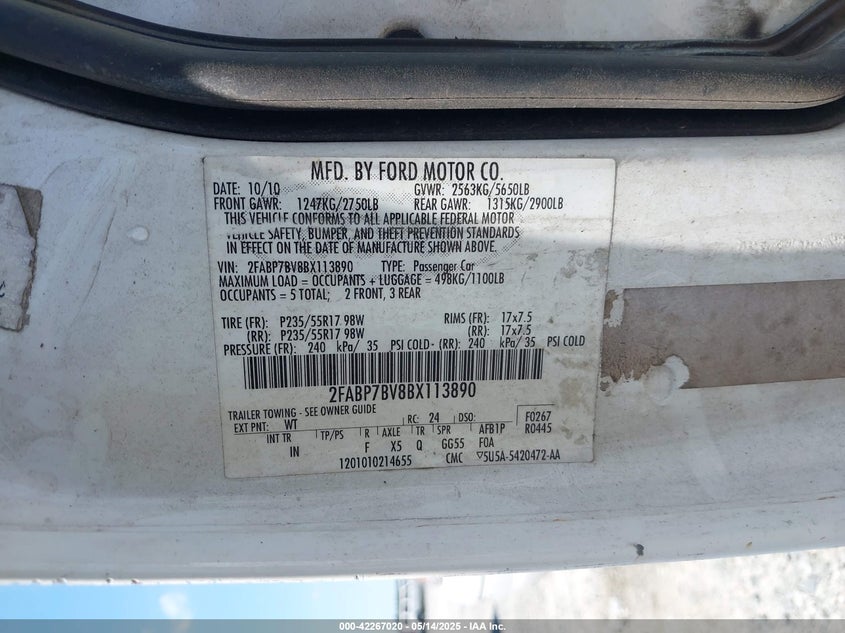 MFD. BY FORD MOTOR CO.
DATE: 10/10 GVWR: 2563KG/5650LB
FRONT GAWR: 1247KG/2750LB REAR GAWR: 1315KG/2900LB
THIS VEHICLE CONFORMS TO ALL APPLICABLE FEDERAL MOTOR
VEHICLE SAFETY, BUMPER, AND THEFT PREVENTION STANDARDS
IN EFFECT ON THE DATE OF MANUFACTURE SHOWN ABOVE.
VIN: 2FABP7BV8BX113890 TYPE: Passenger Car
MAXIMUM LOAD = OCCUPANTS + LUGGAGE = 498KG/1100LB
OCCUPANTS = 5 TOTAL; 2 FRONT, 3 REAR
TIRE (FR): P235/55R17 98W RIMS (FR): 17x7.5
(RR): P235/55R17 98W (RR): 17x7.5
PRESSURE (FR): 240 kPa/ 35 PSI COLD- (RR): 240 kPa/ 35 PSI COLD
2FABP7BV8BX113890
TRAILER TOWING - SEE OWNER GUIDE
EXT PNT: WT RC: 24 DSO: F0267
INT TR TP/PS R AXLE TR SPR AFB1P R0445
IN F X5 Q GG55 F0A
1201010214655 CMC ▽5U5A-5420472-AA
000-42267020 - 05/14/2025 - IAA Inc.